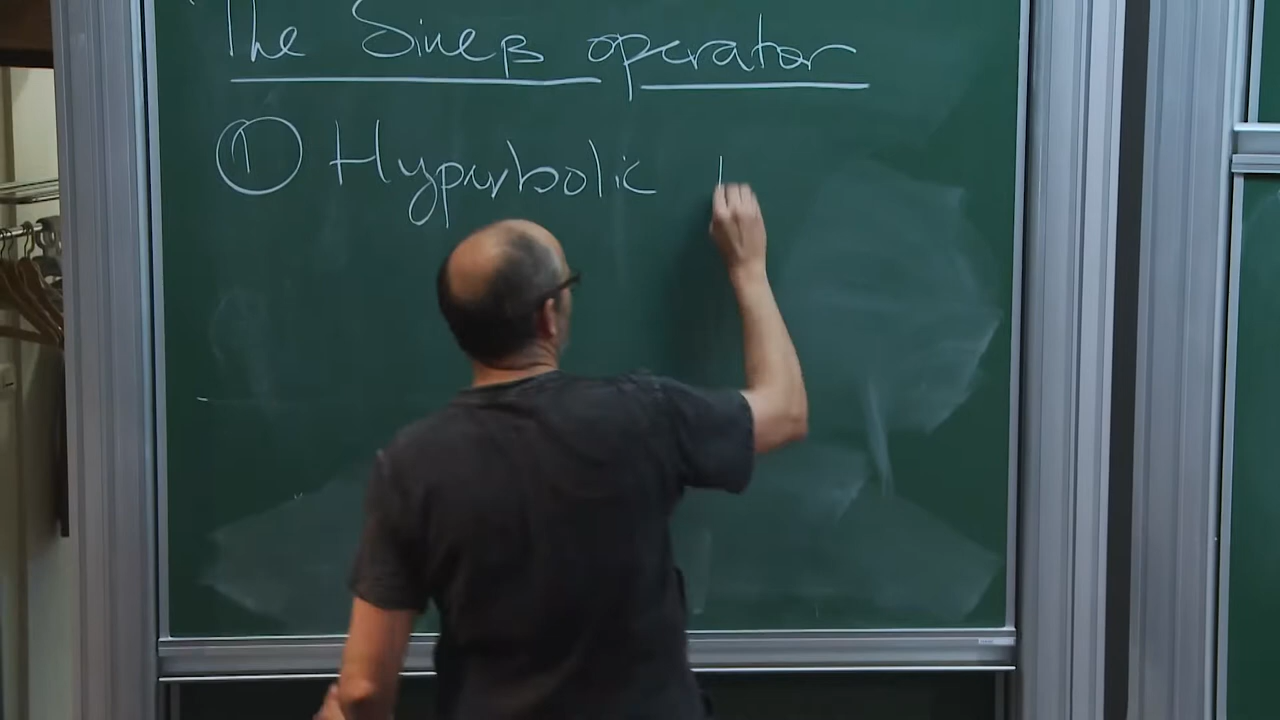 The Sineβ operator
① Hyperbolic